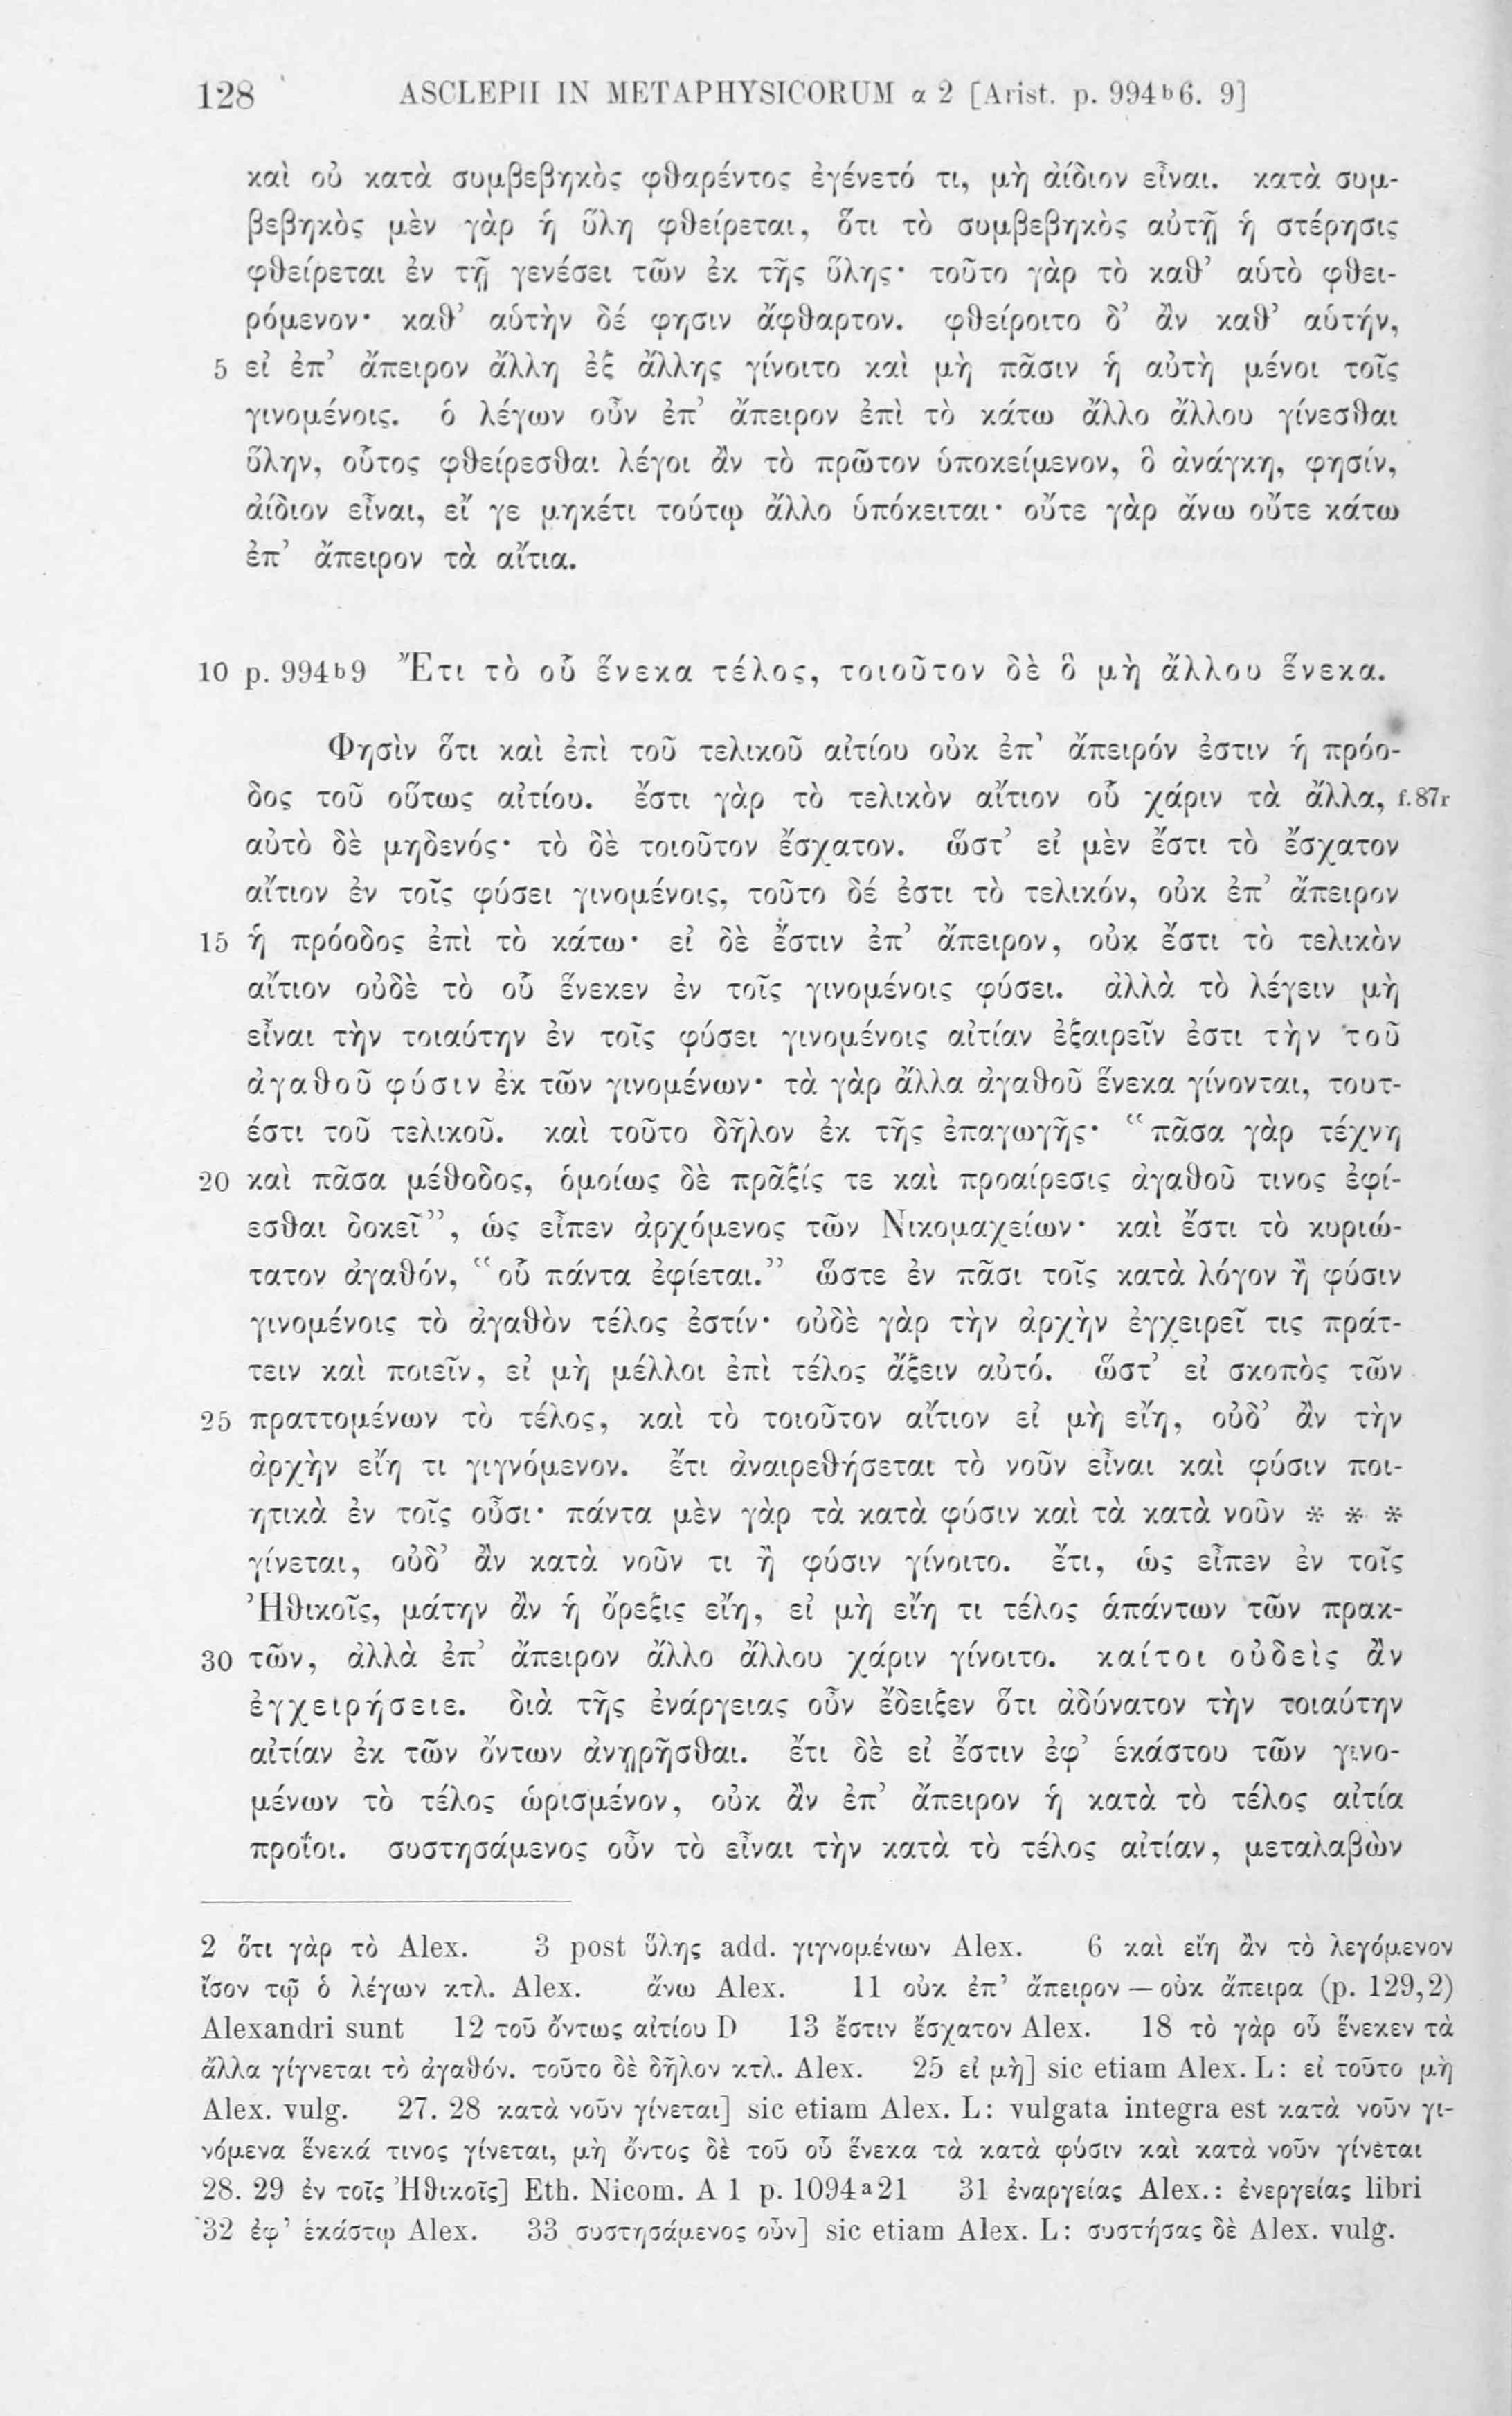 128 ASCLEPII IN METAPHYSICORUM α 2 [Arist. p. 994ᵇ6. 9]
καὶ οὐ κατὰ συμβεβηκὸς φθαρέντος ἐγένετό τι, μὴ ἀίδιον εἶναι. κατὰ συμ-
βεβηκὸς μὲν γὰρ ἡ ὕλη φθείρεται, ὅτι τὸ συμβεβηκὸς αὐτῇ ἡ στέρησις
φθείρεται ἐν τῇ γενέσει τῶν ἐκ τῆς ὕλης· τοῦτο γὰρ τὸ καθ’ αὑτὸ φθει-
ρόμενον· καθ’ αὑτὴν δέ φησιν ἄφθαρτον. φθείροιτο δ’ ἂν καθ’ αὑτήν,
5 εἰ ἐπ’ ἄπειρον ἄλλη ἐξ ἄλλης γίνοιτο καὶ μὴ πᾶσιν ἡ αὐτὴ μένοι τοῖς
γινομένοις. ὁ λέγων οὖν ἐπ’ ἄπειρον ἐπὶ τὸ κάτω ἄλλο ἄλλου γίνεσθαι
ὕλην, οὗτος φθείρεσθαι λέγοι ἂν τὸ πρῶτον ὑποκείμενον, ὃ ἀνάγκη, φησίν,
ἀίδιον εἶναι, εἴ γε μηκέτι τούτῳ ἄλλο ὑπόκειται· οὔτε γὰρ ἄνω οὔτε κάτω
ἐπ’ ἄπειρον τὰ αἴτια.
10 p. 994ᵇ9 Ἔτι τὸ οὗ ἕνεκα τέλος, τοιοῦτον δὲ ὃ μὴ ἄλλου ἕνεκα.
Φησὶν ὅτι καὶ ἐπὶ τοῦ τελικοῦ αἰτίου οὐκ ἐπ’ ἄπειρόν ἐστιν ἡ πρόο-
δος τοῦ οὕτως αἰτίου. ἔστι γὰρ τὸ τελικὸν αἴτιον οὗ χάριν τὰ ἄλλα, f. 87r
αὐτὸ δὲ μηδενός· τὸ δὲ τοιοῦτον ἔσχατον. ὥστ’ εἰ μὲν ἔστι τὸ ἔσχατον
αἴτιον ἐν τοῖς φύσει γινομένοις, τοῦτο δέ ἐστι τὸ τελικόν, οὐκ ἐπ’ ἄπειρον
15 ἡ πρόοδος ἐπὶ τὸ κάτω· εἰ δὲ ἔστιν ἐπ’ ἄπειρον, οὐκ ἔστι τὸ τελικὸν
αἴτιον οὐδὲ τὸ οὗ ἕνεκεν ἐν τοῖς γινομένοις φύσει. ἀλλὰ τὸ λέγειν μὴ
εἶναι τὴν τοιαύτην ἐν τοῖς φύσει γινομένοις αἰτίαν ἐξαιρεῖν ἐστι τὴν τοῦ
ἀγαθοῦ φύσιν ἐκ τῶν γινομένων· τὰ γὰρ ἄλλα ἀγαθοῦ ἕνεκα γίνονται, τουτ-
έστι τοῦ τελικοῦ. καὶ τοῦτο δῆλον ἐκ τῆς ἐπαγωγῆς· “πᾶσα γὰρ τέχνη
20 καὶ πᾶσα μέθοδος, ὁμοίως δὲ πρᾶξίς τε καὶ προαίρεσις ἀγαθοῦ τινος ἐφί-
εσθαι δοκεῖ”, ὡς εἶπεν ἀρχόμενος τῶν Νικομαχείων· καὶ ἔστι τὸ κυριώ-
τατον ἀγαθόν, “οὗ πάντα ἐφίεται.” ὥστε ἐν πᾶσι τοῖς κατὰ λόγον ἢ φύσιν
γινομένοις τὸ ἀγαθὸν τέλος ἐστίν· οὐδὲ γὰρ τὴν ἀρχὴν ἐγχειρεῖ τις πράτ-
τειν καὶ ποιεῖν, εἰ μὴ μέλλοι ἐπὶ τέλος ἄξειν αὐτό. ὥστ’ εἰ σκοπὸς τῶν
25 πραττομένων τὸ τέλος, καὶ τὸ τοιοῦτον αἴτιον εἰ μὴ εἴη, οὐδ’ ἂν τὴν
ἀρχὴν εἴη τι γιγνόμενον. ἔτι ἀναιρεθήσεται τὸ νοῦν εἶναι καὶ φύσιν ποι-
ητικὰ ἐν τοῖς οὖσι· πάντα μὲν γὰρ τὰ κατὰ φύσιν καὶ τὰ κατὰ νοῦν * * *
γίνεται, οὐδ’ ἂν κατὰ νοῦν τι ἢ φύσιν γίνοιτο. ἔτι, ὡς εἶπεν ἐν τοῖς
Ἠθικοῖς, μάτην ἂν ἡ ὄρεξις εἴη, εἰ μὴ εἴη τι τέλος ἁπάντων τῶν πρακ-
30 τῶν, ἀλλὰ ἐπ’ ἄπειρον ἄλλο ἄλλου χάριν γίνοιτο. καίτοι οὐδεὶς ἂν
ἐγχειρήσειε. διὰ τῆς ἐνάργειας οὖν ἔδειξεν ὅτι ἀδύνατον τὴν τοιαύτην
αἰτίαν ἐκ τῶν ὄντων ἀνῃρῆσθαι. ἔτι δὲ εἰ ἔστιν ἐφ’ ἑκάστου τῶν γινο-
μένων τὸ τέλος ὡρισμένον, οὐκ ἂν ἐπ’ ἄπειρον ἡ κατὰ τὸ τέλος αἰτία
προΐοι. συστησάμενος οὖν τὸ εἶναι τὴν κατὰ τὸ τέλος αἰτίαν, μεταλαβὼν
2 ὅτι γὰρ τὸ Alex. 3 post ὕλης add. γιγνομένων Alex. 6 καὶ εἴη ἂν τὸ λεγόμενον
ἴσον τῷ ὁ λέγων κτλ. Alex. ἄνω Alex. 11 οὐκ ἐπ’ ἄπειρον — οὐκ ἄπειρα (p. 129,2)
Alexandri sunt 12 τοῦ ὄντως αἰτίου D 13 ἔστιν ἔσχατον Alex. 18 τὸ γὰρ οὗ ἕνεκεν τὰ
ἄλλα γίγνεται τὸ ἀγαθόν. τοῦτο δὲ δῆλον κτλ. Alex. 25 εἰ μὴ] sic etiam Alex. L: εἰ τοῦτο μὴ
Alex. vulg. 27. 28 κατὰ νοῦν γίνεται] sic etiam Alex. L: vulgata integra est κατὰ νοῦν γι-
νόμενα ἕνεκά τινος γίνεται, μὴ ὄντος δὲ τοῦ οὗ ἕνεκα τὰ κατὰ φύσιν καὶ κατὰ νοῦν γίνεται
28. 29 ἐν τοῖς Ἠθικοῖς] Eth. Nicom. A 1 p. 1094ᵃ21 31 ἐναργείας Alex.: ἐνεργείας libri
32 ἐφ’ ἑκάστῳ Alex. 33 συστησάμενος οὖν] sic etiam Alex. L: συστήσας δὲ Alex. vulg.